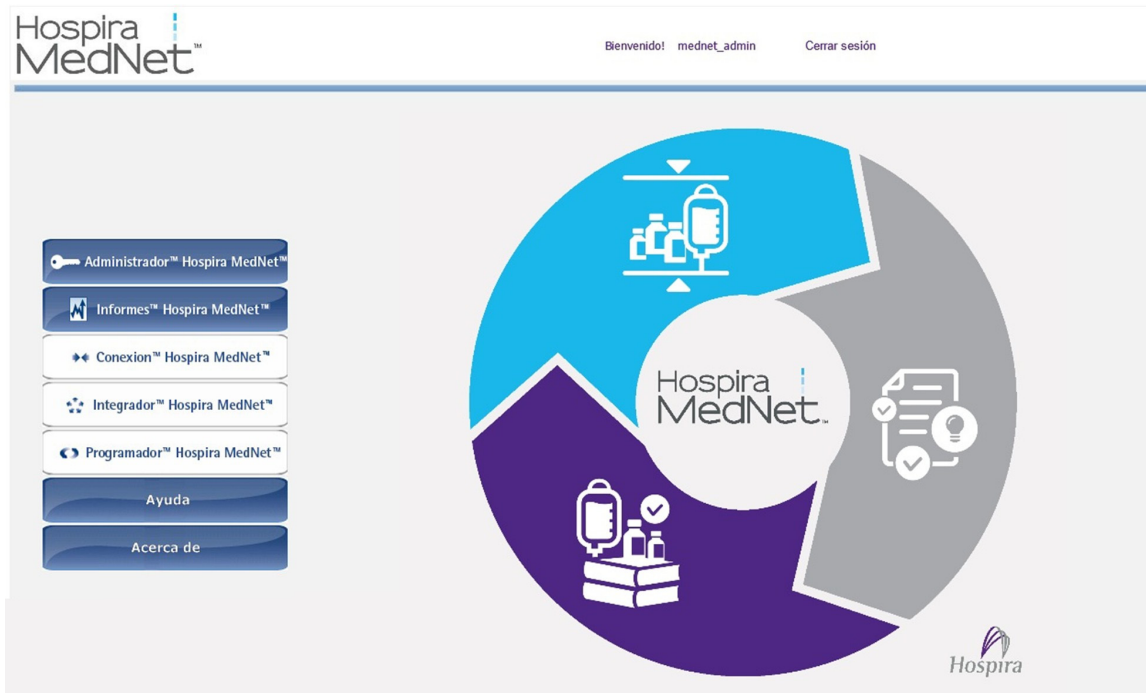 Hospira
MedNet™
Bienvenido! mednet_admin Cerrar sesión
Administrador™ Hospira MedNet™
Informes™ Hospira MedNet™
Conexion™ Hospira MedNet™
Integrador™ Hospira MedNet™
Programador™ Hospira MedNet™
Ayuda
Acerca de
Hospira
MedNet™
Hospira